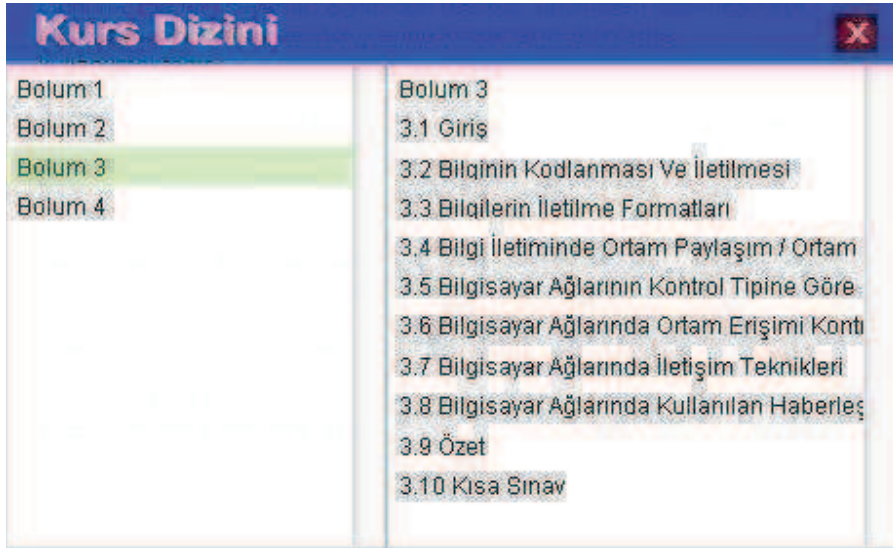 Kurs Dizini
X
Bolum 1
Bolum 2
Bolum 3
Bolum 4
Bolum 3
3.1 Giriş
3.2 Bilginin Kodlanması Ve İletilmesi
3.3 Bilgilerin İletilme Formatları
3.4 Bilgi İletiminde Ortam Paylaşım / Ortam
3.5 Bilgisayar Ağlarının Kontrol Tipine Göre
3.6 Bilgisayar Ağlarında Ortam Erişimi Kont
3.7 Bilgisayar Ağlarında İletişim Teknikleri
3.8 Bilgisayar Ağlarında Kullanılan Haberleş
3.9 Özet
3.10 Kısa Sınav